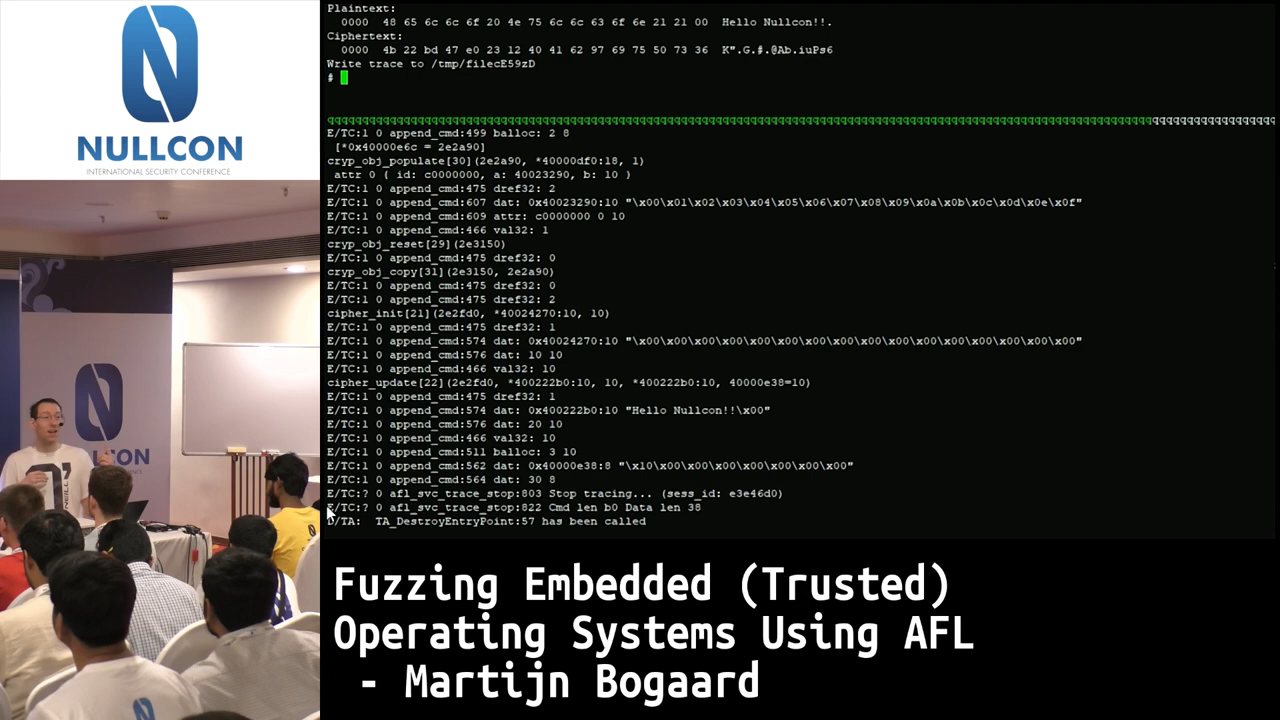 NULLCON
INTERNATIONAL SECURITY CONFERENCE
NULLCON
Plaintext:
0000 48 65 6c 6c 6f 20 4e 75 6c 6c 63 6f 6e 21 21 00 Hello Nullcon!!.
Ciphertext:
0000 4b 22 bd 47 e0 23 12 40 41 62 97 69 75 50 73 36 K".G.#.@Ab.iuPs6
Write trace to /tmp/filecE59zD
#
E/TC:1 0 append_cmd:499 balloc: 2 8
[*0x40000e6c = 2e2a90]
cryp_obj_populate[30](2e2a90, *40000df0:18, 1)
attr 0 { id: c0000000, a: 40023290, b: 10 }
E/TC:1 0 append_cmd:475 dref32: 2
E/TC:1 0 append_cmd:607 dat: 0x40023290:10 "\x00\x01\x02\x03\x04\x05\x06\x07\x08\x09\x0a\x0b\x0c\x0d\x0e\x0f"
E/TC:1 0 append_cmd:609 attr: c0000000 0 10
E/TC:1 0 append_cmd:466 val32: 1
cryp_obj_reset[29](2e3150)
E/TC:1 0 append_cmd:475 dref32: 0
cryp_obj_copy[31](2e3150, 2e2a90)
E/TC:1 0 append_cmd:475 dref32: 0
E/TC:1 0 append_cmd:475 dref32: 2
cipher_init[21](2e2fd0, *40024270:10, 10)
E/TC:1 0 append_cmd:475 dref32: 1
E/TC:1 0 append_cmd:574 dat: 0x40024270:10 "\x00\x00\x00\x00\x00\x00\x00\x00\x00\x00\x00\x00\x00\x00\x00\x00"
E/TC:1 0 append_cmd:576 dat: 10 10
E/TC:1 0 append_cmd:466 val32: 10
cipher_update[22](2e2fd0, *400222b0:10, 10, *400222b0:10, 40000e38=10)
E/TC:1 0 append_cmd:475 dref32: 1
E/TC:1 0 append_cmd:574 dat: 0x400222b0:10 "Hello Nullcon!!\x00"
E/TC:1 0 append_cmd:576 dat: 20 10
E/TC:1 0 append_cmd:466 val32: 10
E/TC:1 0 append_cmd:511 balloc: 3 10
E/TC:1 0 append_cmd:562 dat: 0x40000e38:8 "\x10\x00\x00\x00\x00\x00\x00\x00"
E/TC:1 0 append_cmd:564 dat: 30 8
E/TC:? 0 afl_svc_trace_stop:803 Stop tracing... (sess_id: e3e46d0)
E/TC:? 0 afl_svc_trace_stop:822 Cmd len b0 Data len 38
D/TA: TA_DestroyEntryPoint:57 has been called
Fuzzing Embedded (Trusted)
Operating Systems Using AFL
- Martijn Bogaard